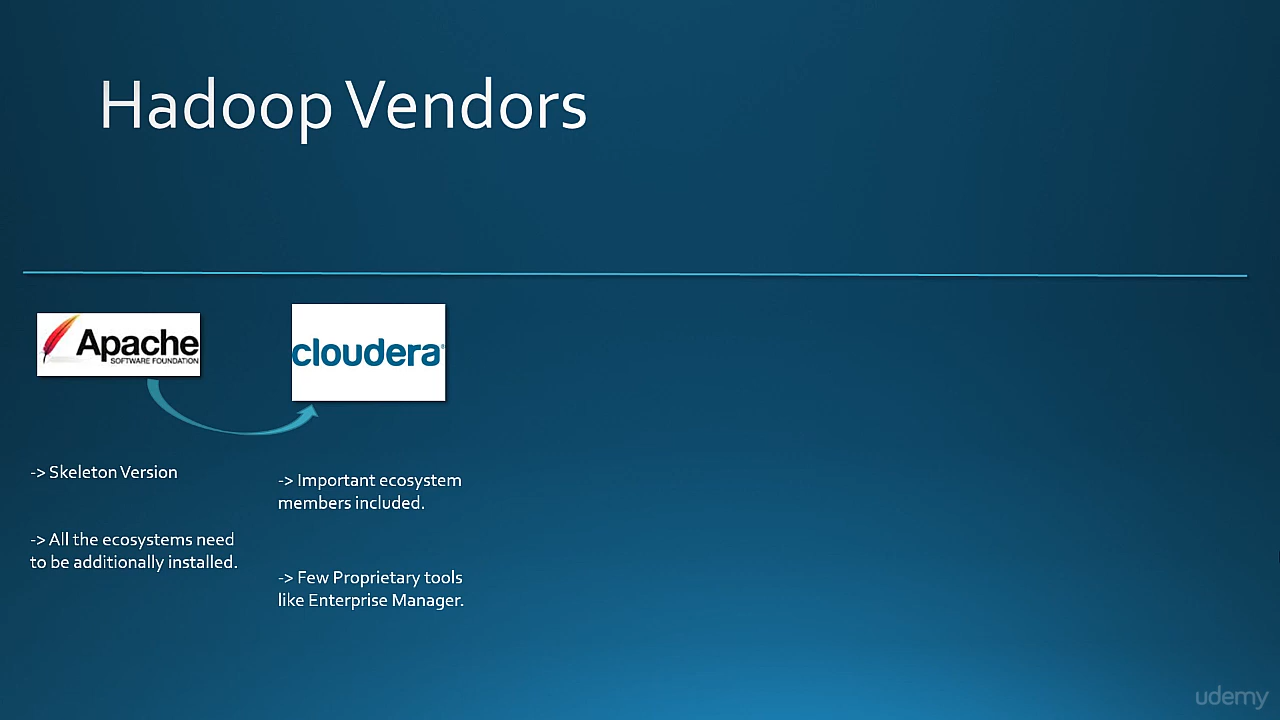 Hadoop Vendors
Apache
SOFTWARE FOUNDATION
cloudera
-> Skeleton Version
-> All the ecosystems need
to be additionally installed.
-> Important ecosystem
members included.
-> Few Proprietary tools
like Enterprise Manager.
udemy